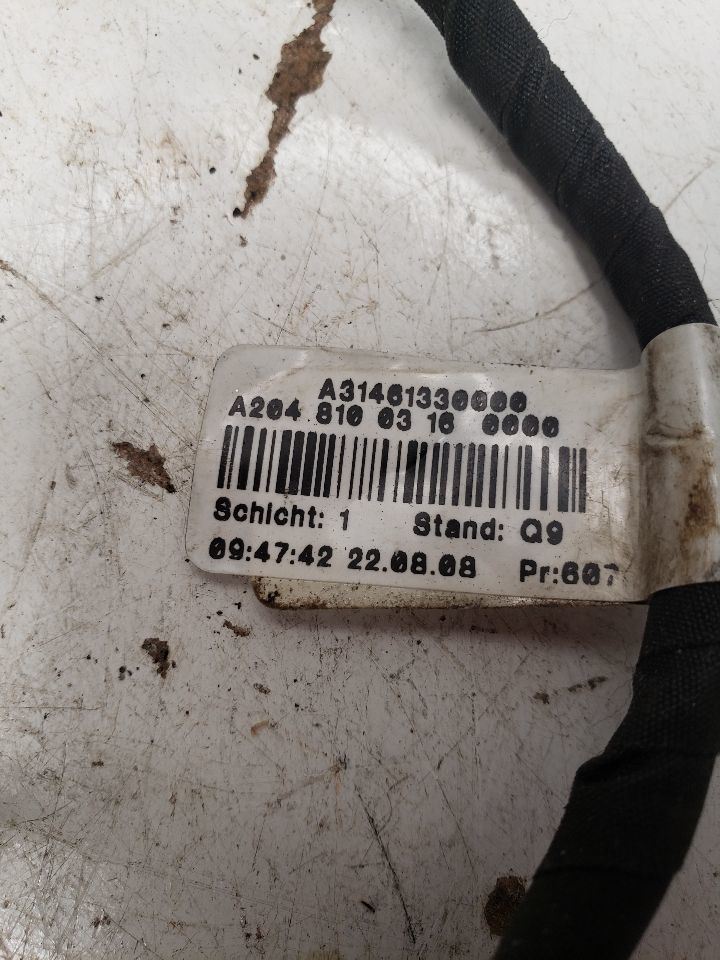 A31461330000
A204 810 03 16 0000
Schicht: 1 Stand: Q9
09:47:42 22.08.08 Pr:607